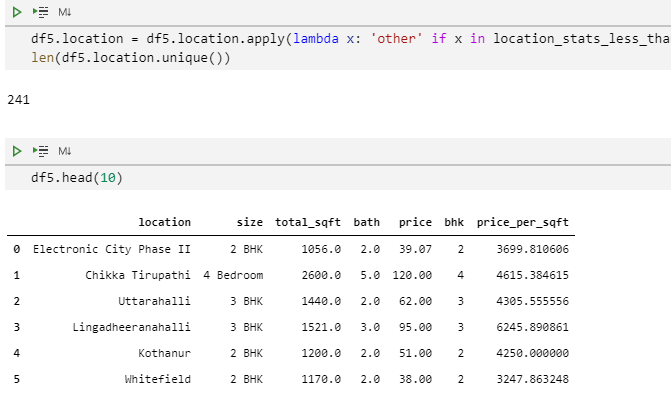 M↓
df5.location = df5.location.apply(lambda x: 'other' if x in location_stats_less_tha
len(df5.location.unique())
241
M↓
df5.head(10)
location size total_sqft bath price bhk price_per_sqft
0 Electronic City Phase II 2 BHK 1056.0 2.0 39.07 2 3699.810606
1 Chikka Tirupathi 4 Bedroom 2600.0 5.0 120.00 4 4615.384615
2 Uttarahalli 3 BHK 1440.0 2.0 62.00 3 4305.555556
3 Lingadheeranahalli 3 BHK 1521.0 3.0 95.00 3 6245.890861
4 Kothanur 2 BHK 1200.0 2.0 51.00 2 4250.000000
5 Whitefield 2 BHK 1170.0 2.0 38.00 2 3247.863248